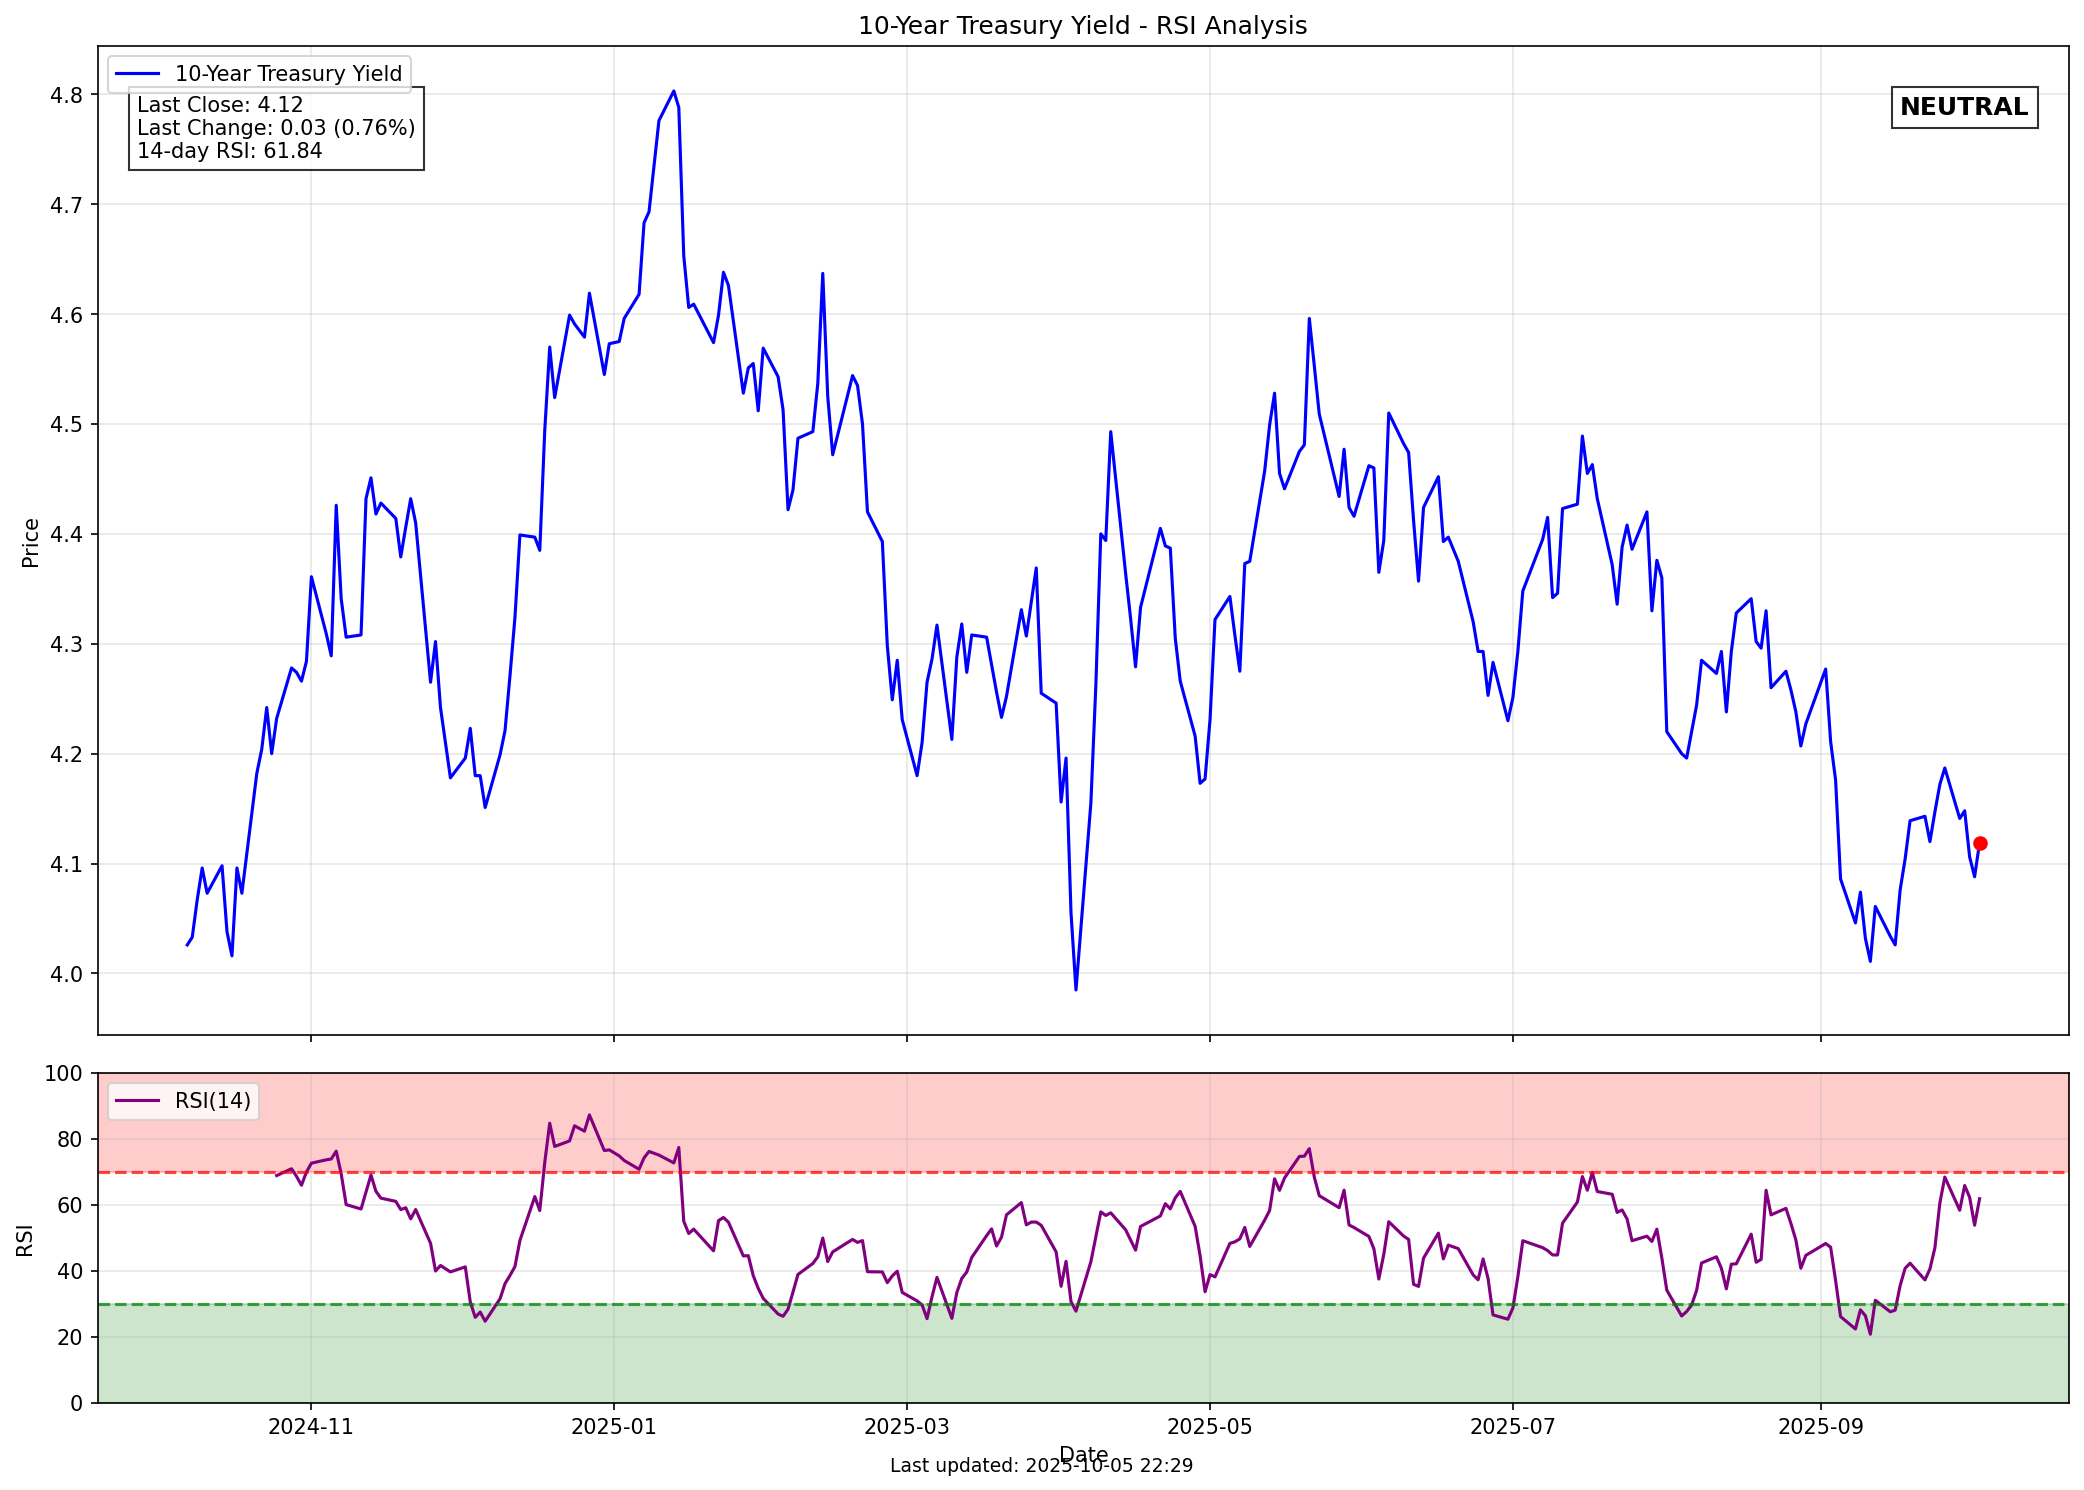 10-Year Treasury Yield - RSI Analysis
10-Year Treasury Yield
Last Close: 4.12
Last Change: 0.03 (0.76%)
14-day RSI: 61.84
NEUTRAL
Price
4.8
4.7
4.6
4.5
4.4
4.3
4.2
4.1
4.0
RSI(14)
RSI
100
80
60
40
20
0
2024-11 2025-01 2025-03 2025-05 2025-07 2025-09
Date
Last updated: 2025-10-05 22:29